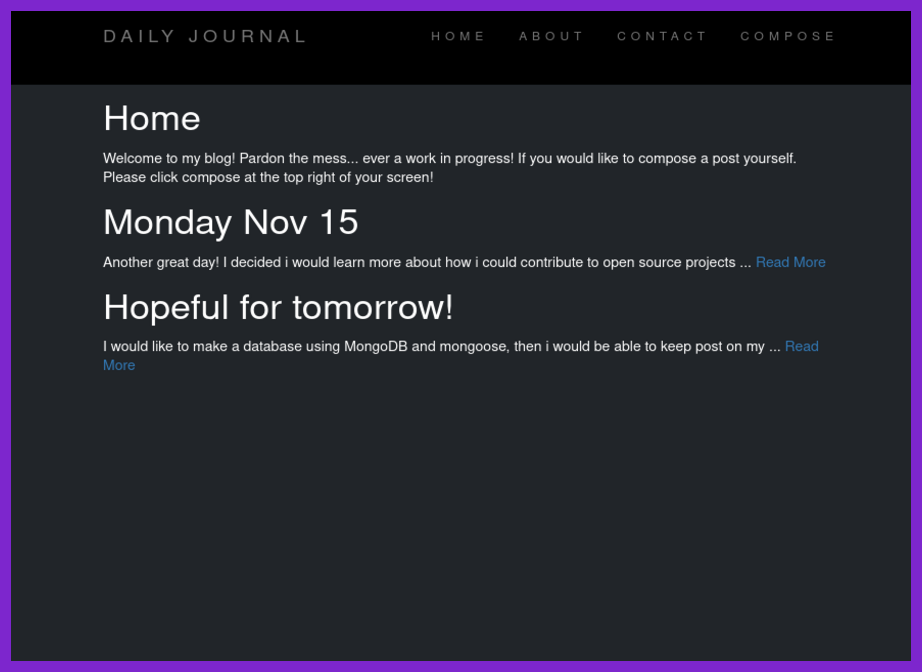 DAILY JOURNAL HOME ABOUT CONTACT COMPOSE
Home
Welcome to my blog! Pardon the mess... ever a work in progress! If you would like to compose a post yourself.
Please click compose at the top right of your screen!
Monday Nov 15
Another great day! I decided i would learn more about how i could contribute to open source projects ... Read More
Hopeful for tomorrow!
I would like to make a database using MongoDB and mongoose, then i would be able to keep post on my ... Read
More